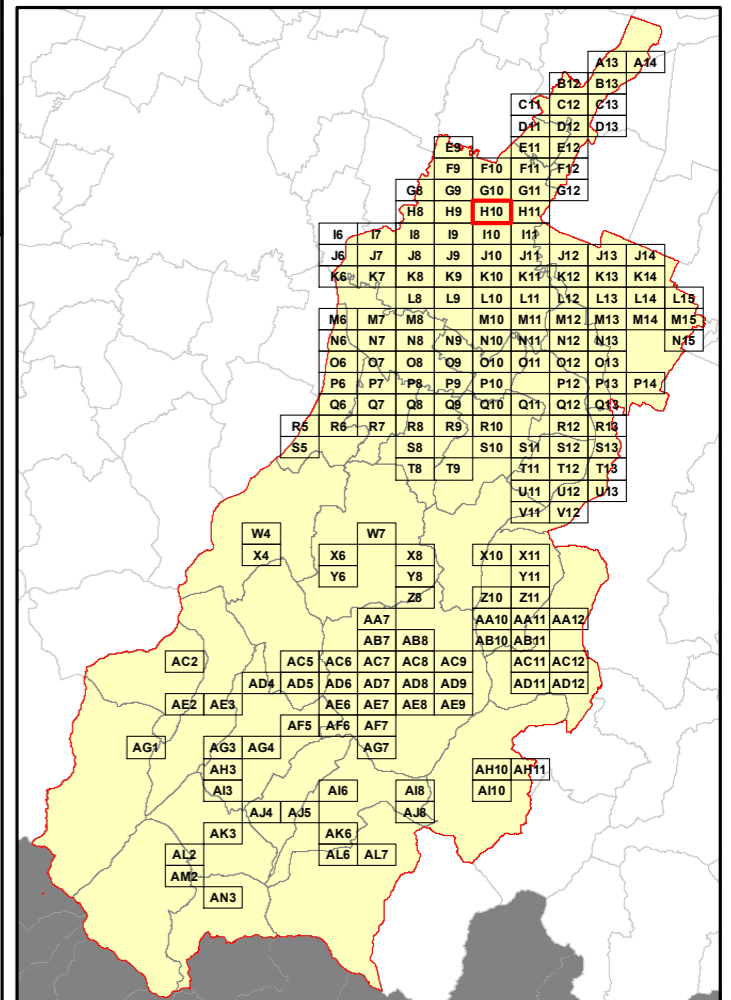 A13 A14
B12 B13
C11 C12 C13
D11 D12 D13
E9 E11 E12
F9 F10 F11 F12
G8 G9 G10 G11 G12
H8 H9 H10 H11
I6 I7 I8 I9 I10 I11
J6 J7 J8 J9 J10 J11 J12 J13 J14
K6 K7 K8 K9 K10 K11 K12 K13 K14
L8 L9 L10 L11 L12 L13 L14 L15
M6 M7 M8 M10 M11 M12 M13 M14 M15
N6 N7 N8 N9 N10 N11 N12 N13 N15
O6 O7 O8 O9 O10 O11 O12 O13
P6 P7 P8 P9 P10 P12 P13 P14
Q6 Q7 Q8 Q9 Q10 Q11 Q12 Q13
R5 R6 R7 R8 R9 R10 R12 R13
S5 S8 S10 S11 S12 S13
T8 T9 T11 T12 T13
U11 U12 U13
V11 V12
W4 W7
X4 X6 X8 X10 X11
Y6 Y8 Y11
Z8 Z10 Z11
AA7 AA10 AA11 AA12
AB7 AB8 AB10 AB11
AC2 AC5 AC6 AC7 AC8 AC9 AC11 AC12
AD4 AD5 AD6 AD7 AD8 AD9 AD11 AD12
AE2 AE3 AE6 AE7 AE8 AE9
AF5 AF6 AF7
AG1 AG3 AG4 AG7
AH3 AH10 AH11
AI3 AI6 AI8 AI10
AJ4 AJ5 AJ8
AK3 AK6
AL2 AL6 AL7
AM2
AN3